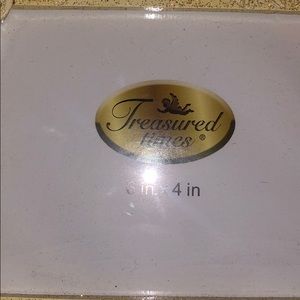 Treasured
times ®
6 in x 4 in